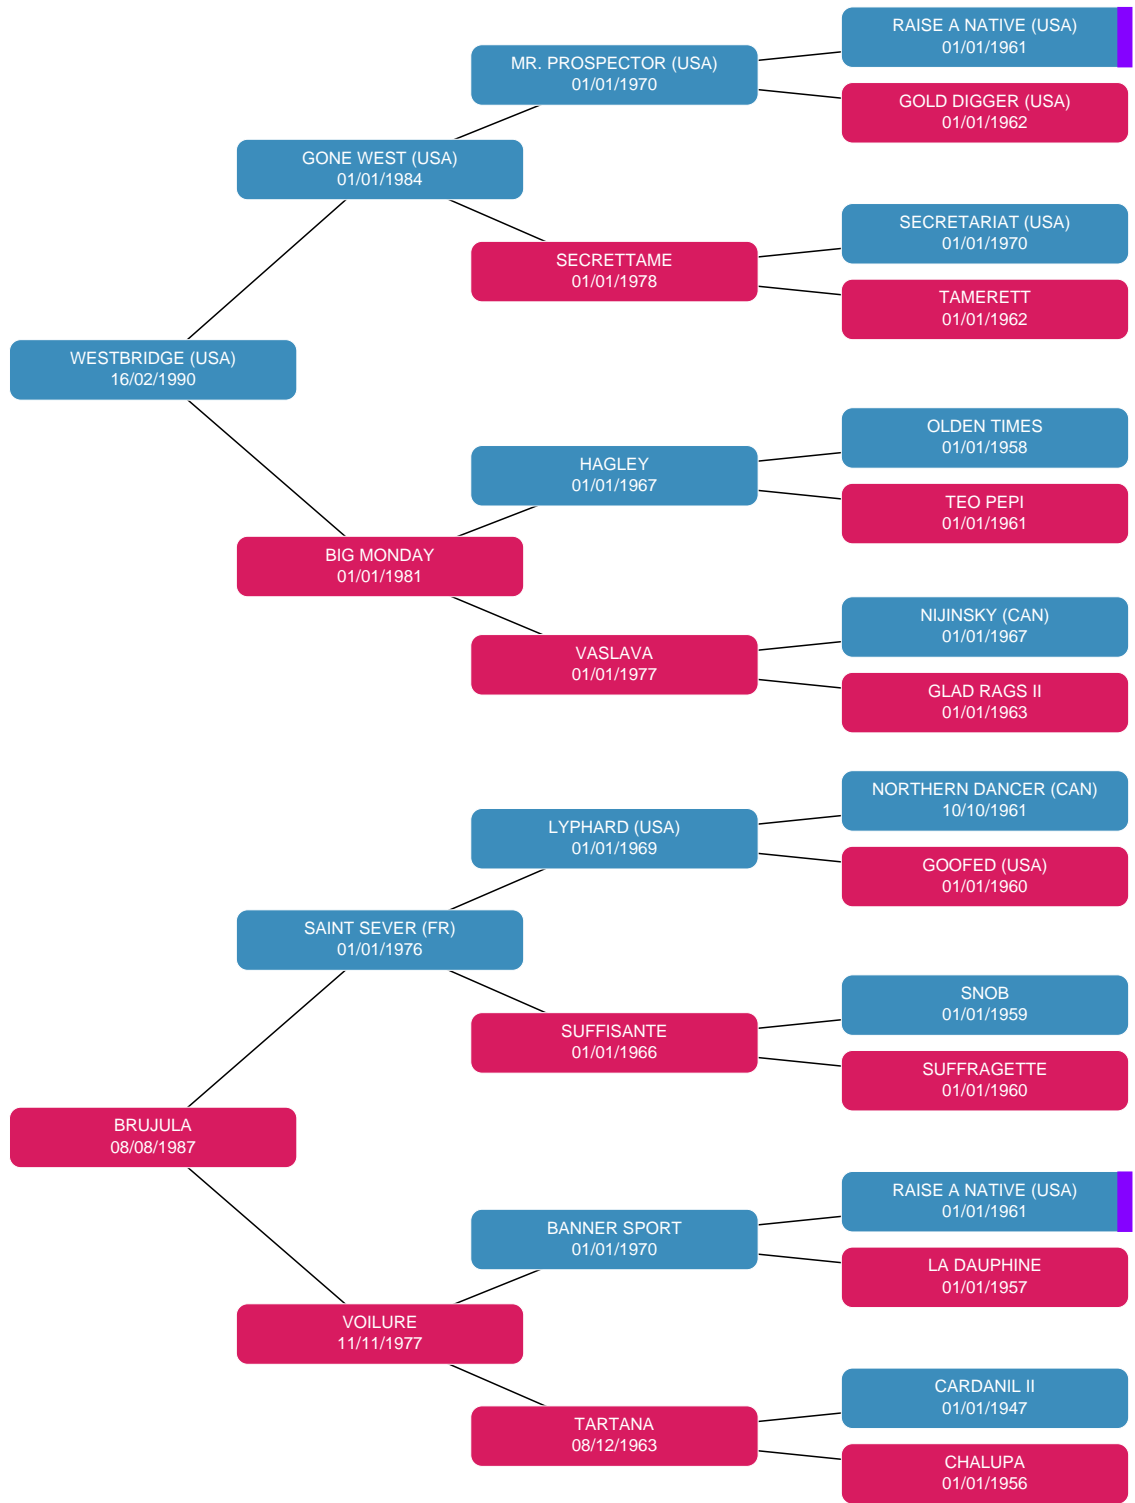 RAISE A NATIVE (USA)
01/01/1961
MR. PROSPECTOR (USA)
01/01/1970
GOLD DIGGER (USA)
01/01/1962
GONE WEST (USA)
01/01/1984
SECRETARIAT (USA)
01/01/1970
SECRETTAME
01/01/1978
TAMERETT
01/01/1962
WESTBRIDGE (USA)
16/02/1990
OLDEN TIMES
01/01/1958
HAGLEY
01/01/1967
TEO PEPI
01/01/1961
BIG MONDAY
01/01/1981
NIJINSKY (CAN)
01/01/1967
VASLAVA
01/01/1977
GLAD RAGS II
01/01/1963
NORTHERN DANCER (CAN)
10/10/1961
LYPHARD (USA)
01/01/1969
GOOFED (USA)
01/01/1960
SAINT SEVER (FR)
01/01/1976
SNOB
01/01/1959
SUFFISANTE
01/01/1966
SUFFRAGETTE
01/01/1960
BRUJULA
08/08/1987
RAISE A NATIVE (USA)
01/01/1961
BANNER SPORT
01/01/1970
LA DAUPHINE
01/01/1957
VOILURE
11/11/1977
CARDANIL II
01/01/1947
TARTANA
08/12/1963
CHALUPA
01/01/1956